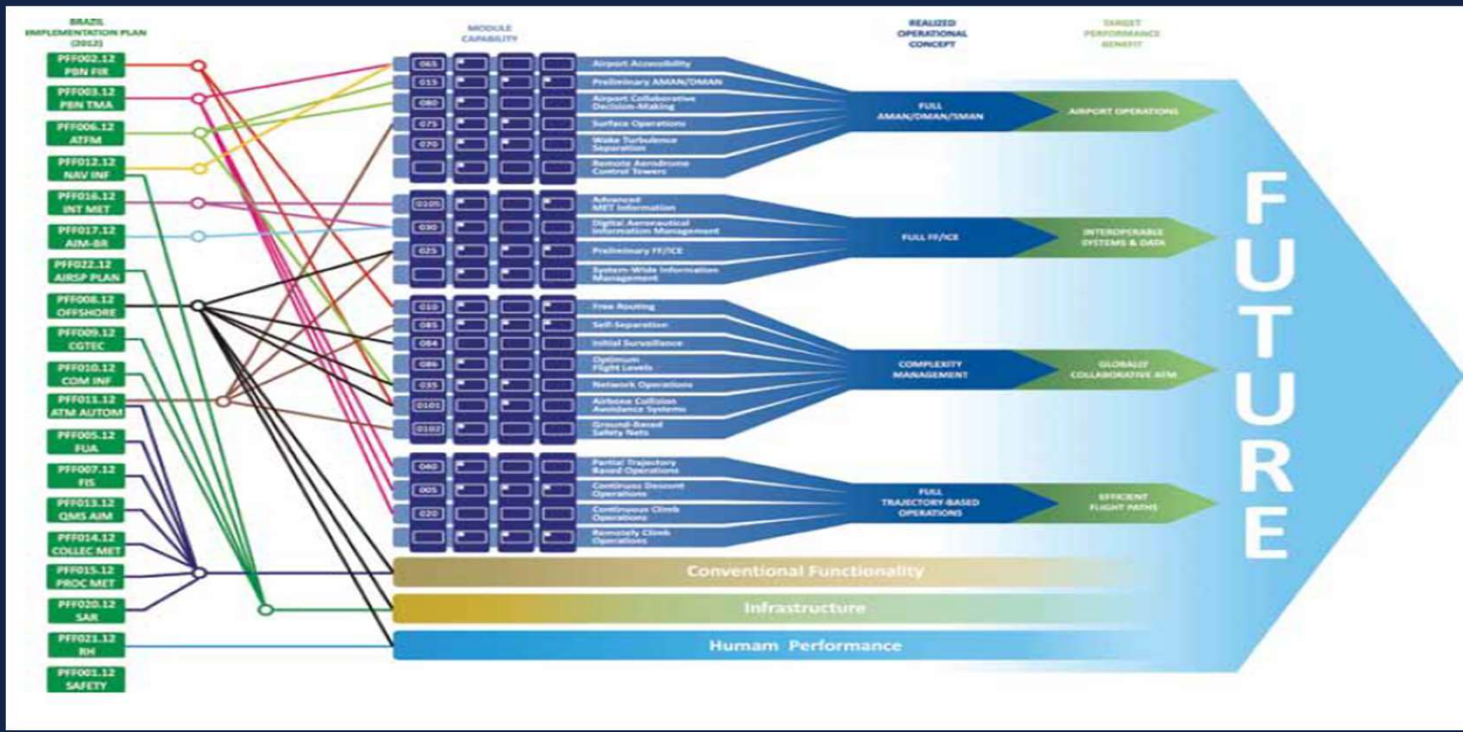 BRAZIL
IMPLEMENTATION PLAN
(2012)
MODULE
CAPABILITY
REALIZED
OPERATIONAL
CONCEPT
TARGET
PERFORMANCE
BENEFIT
PFF002.12
PBN FIR
PFF003.12
PBN TMA
PFF006.12
ATFM
PFF012.12
NAV INF
PFF016.12
INT MET
PFF017.12
AIM-BR
PFF022.12
AIRSP PLAN
PFF008.12
OFFSHORE
PFF009.12
CGTEC
PFF010.12
COM INF
PFF011.12
ATM AUTOM
PFF005.12
FUA
PFF007.12
FIS
PFF013.12
QMS AIM
PFF014.12
COLLEC MET
PFF015.12
PROC MET
PFF020.12
SAR
PFF021.12
RH
PFF001.12
SAFETY
065 Airport Accessibility
015 Preliminary AMAN/DMAN
080 Airport Collaborative
Decision-Making
075 Surface Operations
070 Wake Turbulence
Separation
Remote Aerodrome
Control Towers
FULL
AMAN/DMAN/SMAN
AIRPORT OPERATIONS
0105 Advanced
MET Information
030 Digital Aeronautical
Information Management
025 Preliminary FF/ICE
System-Wide Information
Management
FULL FF/ICE
INTEROPERABLE
SYSTEMS & DATA
010 Free Routing
085 Self-Separation
084 Initial Surveillance
086 Optimum
Flight Levels
035 Network Operations
0101 Airbone Collision
Avoidance Systems
0102 Ground-Based
Safety Nets
COMPLEXITY
MANAGEMENT
GLOBALLY
COLLABORATIVE ATM
040 Partial Trajectory
Based Operations
005 Continuos Descent
Operations
020 Continuous Climb
Operations
Remotely Climb
Operations
FULL
TRAJECTORY-BASED
OPERATIONS
EFFICIENT
FLIGHT PATHS
Conventional Functionality
Infrastructure
Humam Performance
FUTURE